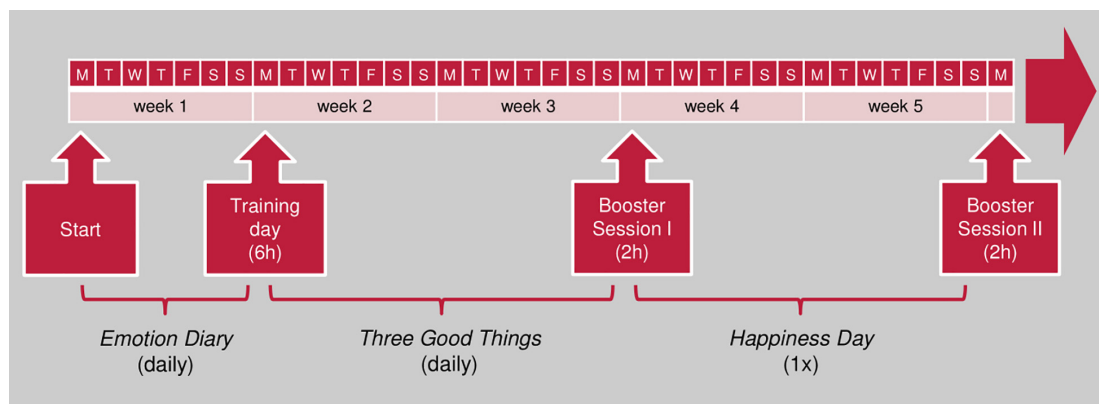 M T W T F S S M T W T F S S M T W T F S S M T W T F S S M T W T F S S M
week 1 week 2 week 3 week 4 week 5
Start
Training
day
(6h)
Booster
Session I
(2h)
Booster
Session II
(2h)
Emotion Diary
(daily)
Three Good Things
(daily)
Happiness Day
(1x)